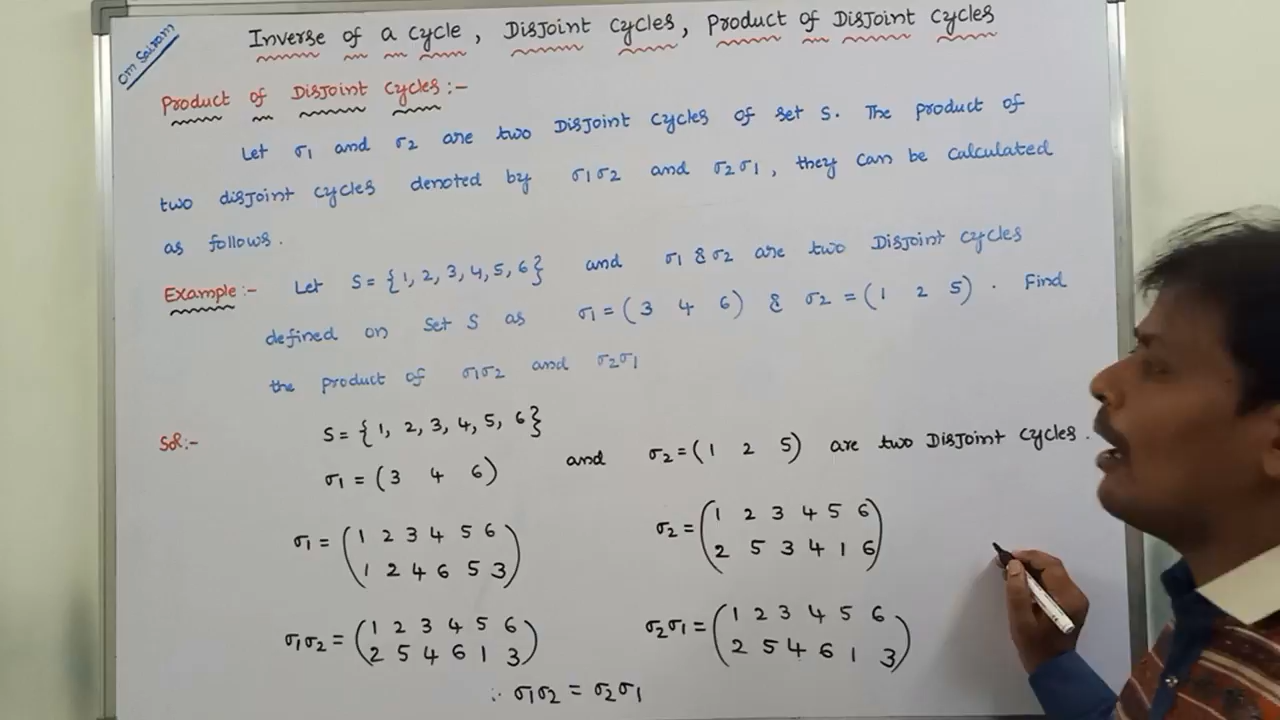 om Sairam
Inverse of a cycle, Disjoint cycles, Product of Disjoint cycles
Product of Disjoint cycles :-
Let σ1 and σ2 are two Disjoint cycles of set S. The product of
two disjoint cycles denoted by σ1σ2 and σ2σ1, they can be calculated
as follows.
Example:- Let S = {1, 2, 3, 4, 5, 6} and σ1 & σ2 are two Disjoint cycles
defined on set S as σ1 = (3 4 6) & σ2 = (1 2 5). Find
the product of σ1σ2 and σ2σ1
Sol:- S = {1, 2, 3, 4, 5, 6}
σ1 = (3 4 6) and σ2 = (1 2 5) are two Disjoint cycles.
σ1 = (1 2 3 4 5 6
1 2 4 6 5 3)
σ2 = (1 2 3 4 5 6
2 5 3 4 1 6)
σ1σ2 = (1 2 3 4 5 6
2 5 4 6 1 3)
σ2σ1 = (1 2 3 4 5 6
2 5 4 6 1 3)
∴ σ1σ2 = σ2σ1